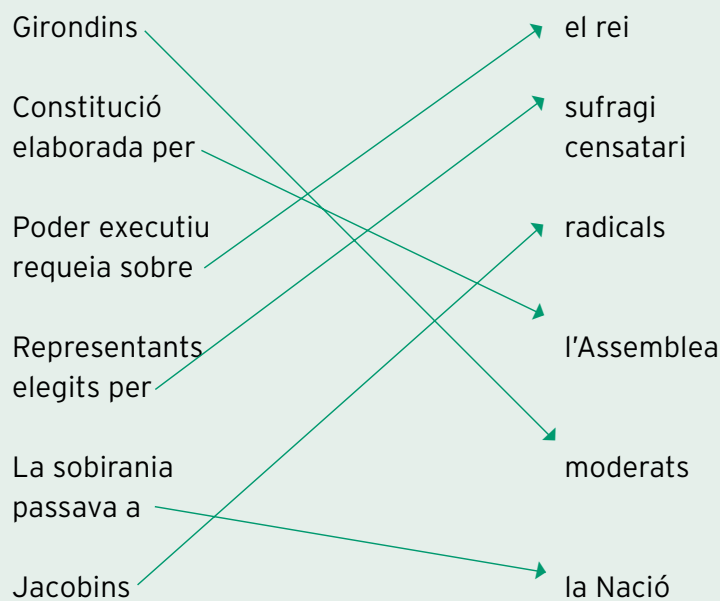 Girondins
el rei
Constitució
elaborada per
sufragi
censatari
Poder executiu
requeia sobre
radicals
Representants
elegits per
l'Assemblea
La sobirania
passava a
moderats
Jacobins
la Nació